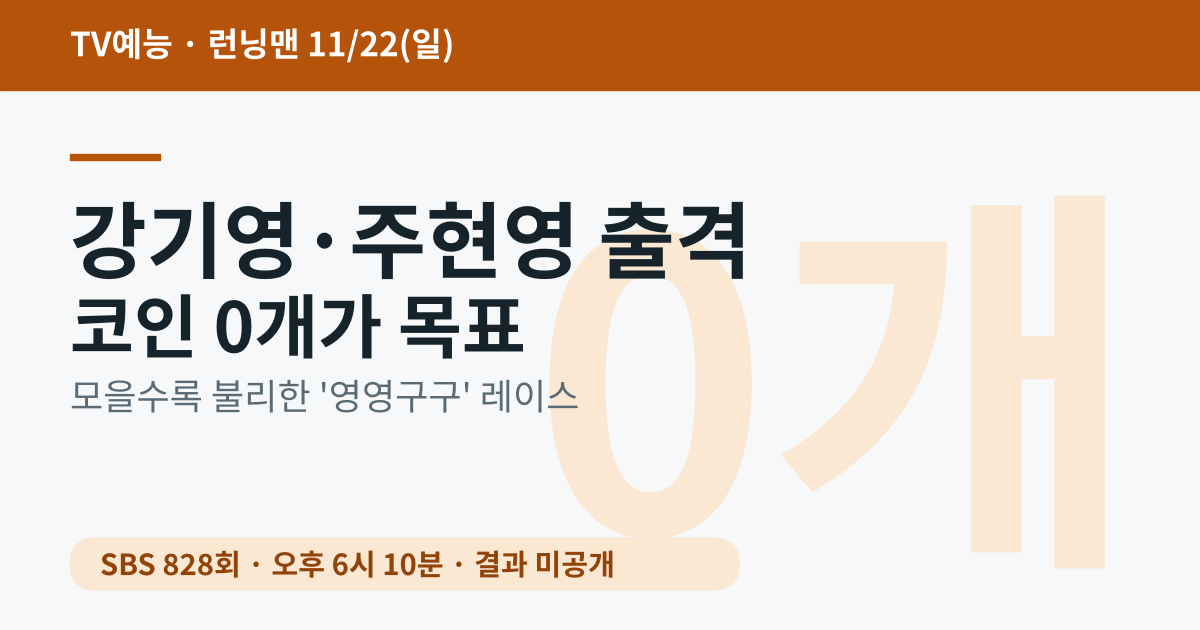 TV예능 · 런닝맨 11/22(일)
강기영·주현영 출격
코인 0개가 목표
모을수록 불리한 '영영구구' 레이스
0개
SBS 828회 · 오후 6시 10분 · 결과 미공개